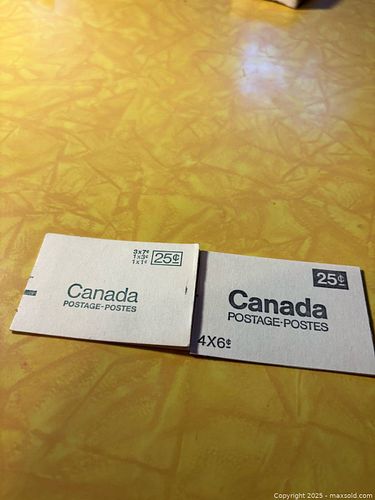 3x7¢
1x3¢
1x1¢
25¢
Canada
POSTAGE-POSTES
25¢
Canada
POSTAGE-POSTES
4X6¢
Copyright 2025 - maxsold.com